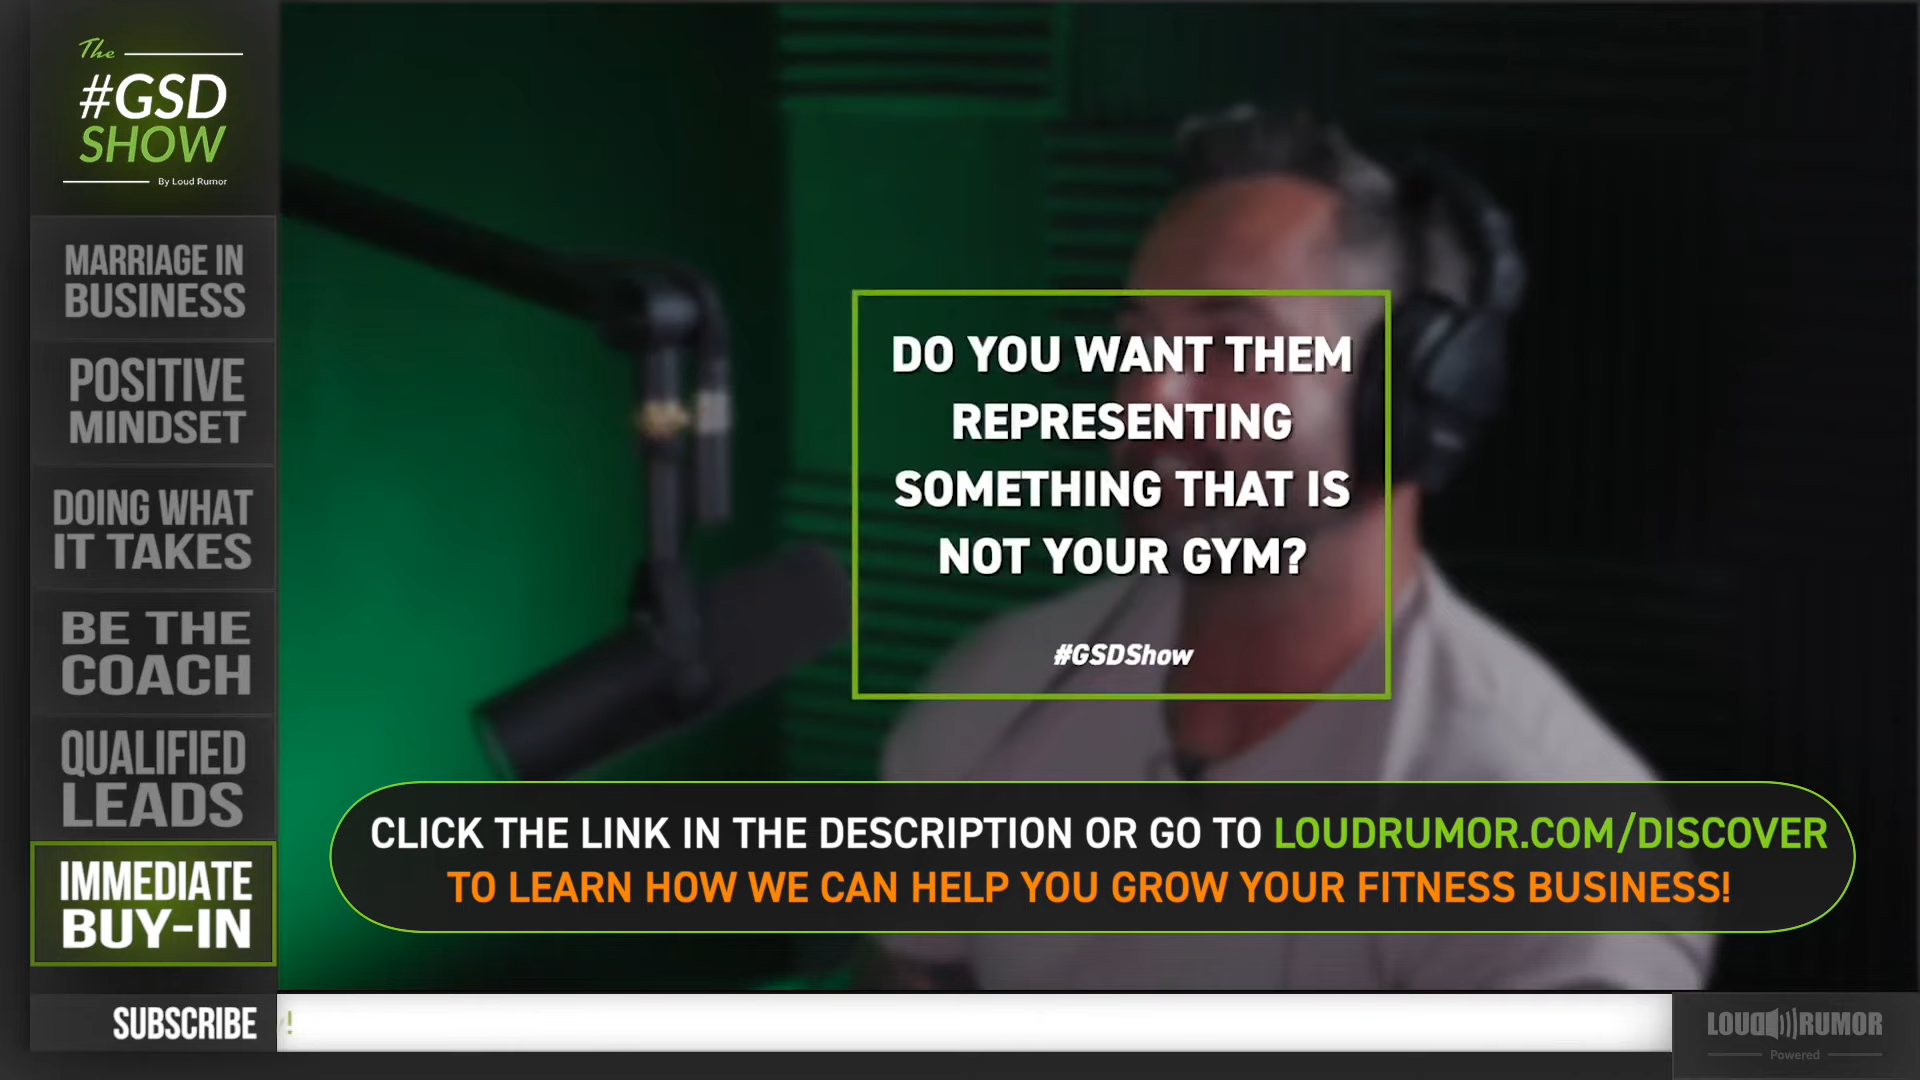 The
#GSD
SHOW
By Loud Rumor
MARRIAGE IN
BUSINESS
POSITIVE
MINDSET
DOING WHAT
IT TAKES
BE THE
COACH
QUALIFIED
LEADS
IMMEDIATE
BUY-IN
SUBSCRIBE
!
DO YOU WANT THEM
REPRESENTING
SOMETHING THAT IS
NOT YOUR GYM?
#GSDShow
CLICK THE LINK IN THE DESCRIPTION OR GO TO LOUDRUMOR.COM/DISCOVER
TO LEARN HOW WE CAN HELP YOU GROW YOUR FITNESS BUSINESS!
LOUD RUMOR
Powered